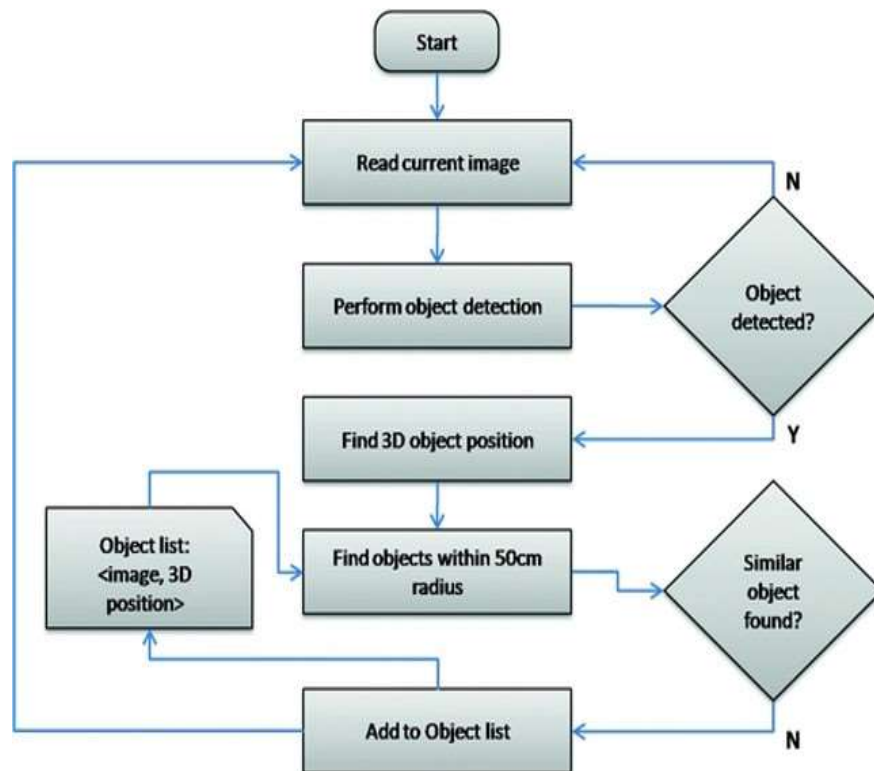 Start
Read current image
N
Perform object detection
Object
detected?
Find 3D object position
Y
Object list:
<image, 3D
position>
Find objects within 50cm
radius
Similar
object
found?
Add to Object list
N